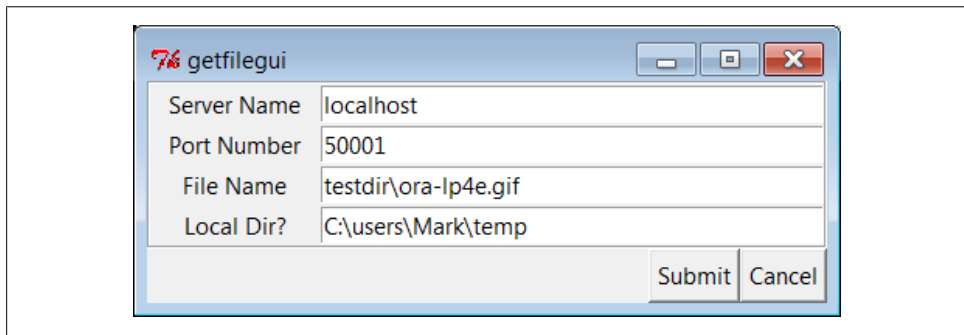 getfilegui
Server Name localhost
Port Number 50001
File Name testdir\ora-lp4e.gif
Local Dir? C:\users\Mark\temp
Submit Cancel